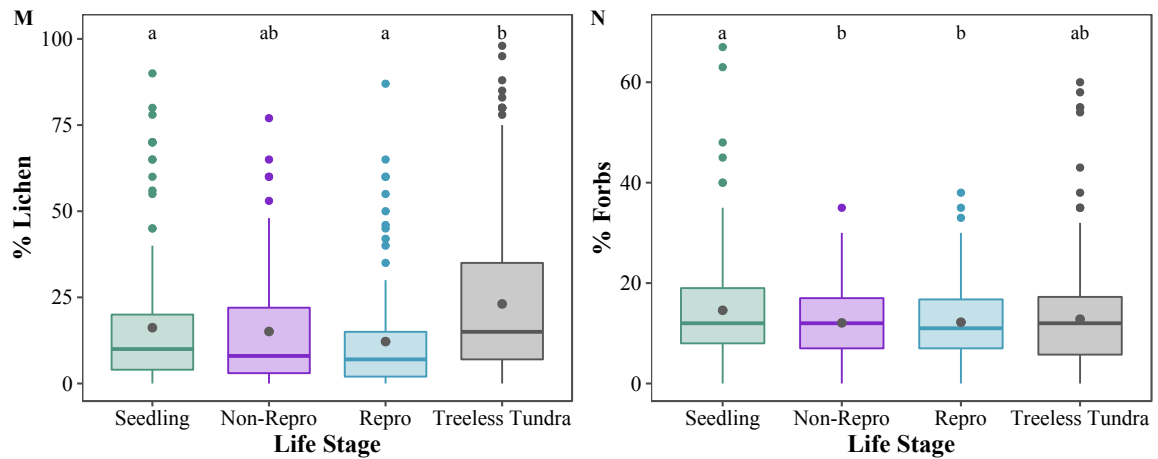 M
a ab a b
100
75
50
25
0
% Lichen
Seedling Non-Repro Repro Treeless Tundra
Life Stage
N
a b b ab
60
40
20
0
% Forbs
Seedling Non-Repro Repro Treeless Tundra
Life Stage